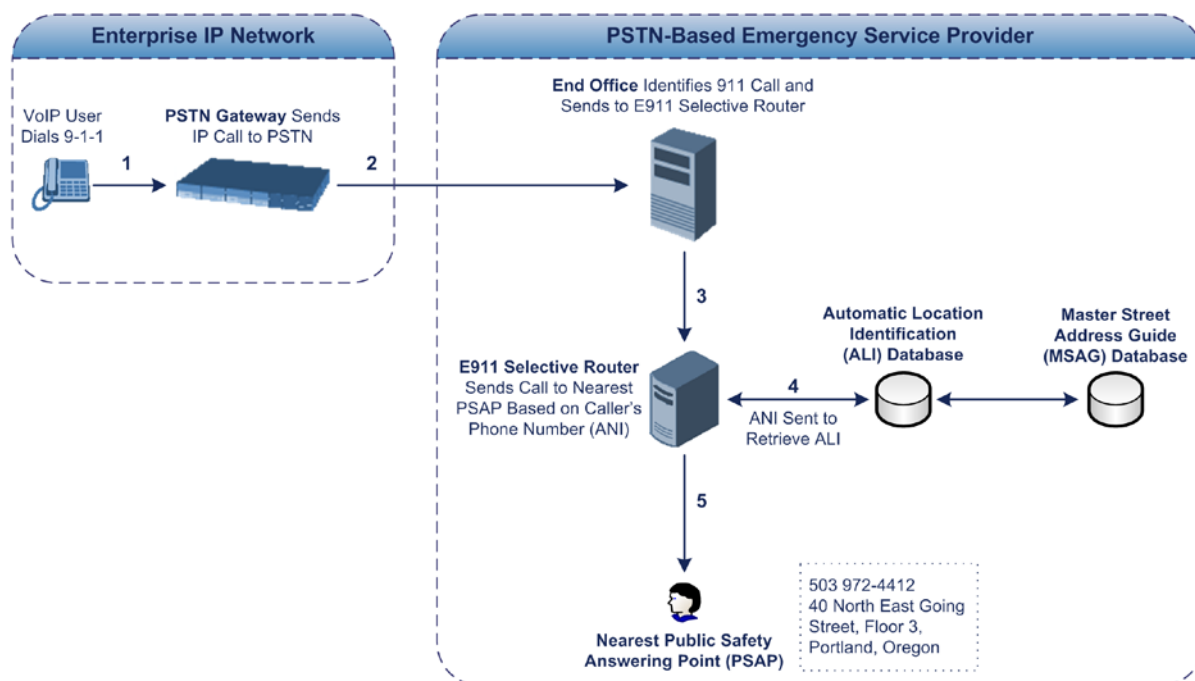 Enterprise IP Network
VoIP User
Dials 9-1-1
1
PSTN Gateway Sends
IP Call to PSTN
2
PSTN-Based Emergency Service Provider
End Office Identifies 911 Call and
Sends to E911 Selective Router
3
E911 Selective Router
Sends Call to Nearest
PSAP Based on Caller's
Phone Number (ANI)
4
ANI Sent to
Retrieve ALI
Automatic Location
Identification
(ALI) Database
Master Street
Address Guide
(MSAG) Database
5
Nearest Public Safety
Answering Point (PSAP)
503 972-4412
40 North East Going
Street, Floor 3,
Portland, Oregon